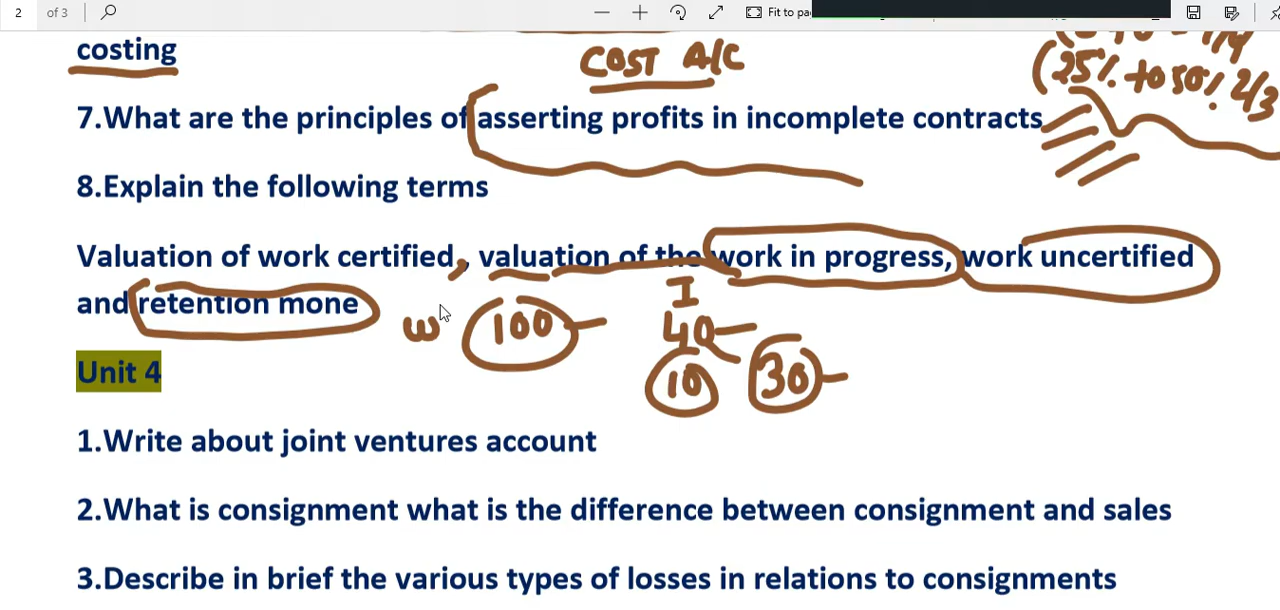 2 of 3 Fit to pa
costing
COST A/C
1/4
(25% to 50% 2/3
7.What are the principles of asserting profits in incomplete contracts
8.Explain the following terms
Valuation of work certified, valuation of the work in progress, work uncertified
and retention mone
W 100 I
40
10 30
Unit 4
1.Write about joint ventures account
2.What is consignment what is the difference between consignment and sales
3.Describe in brief the various types of losses in relations to consignments